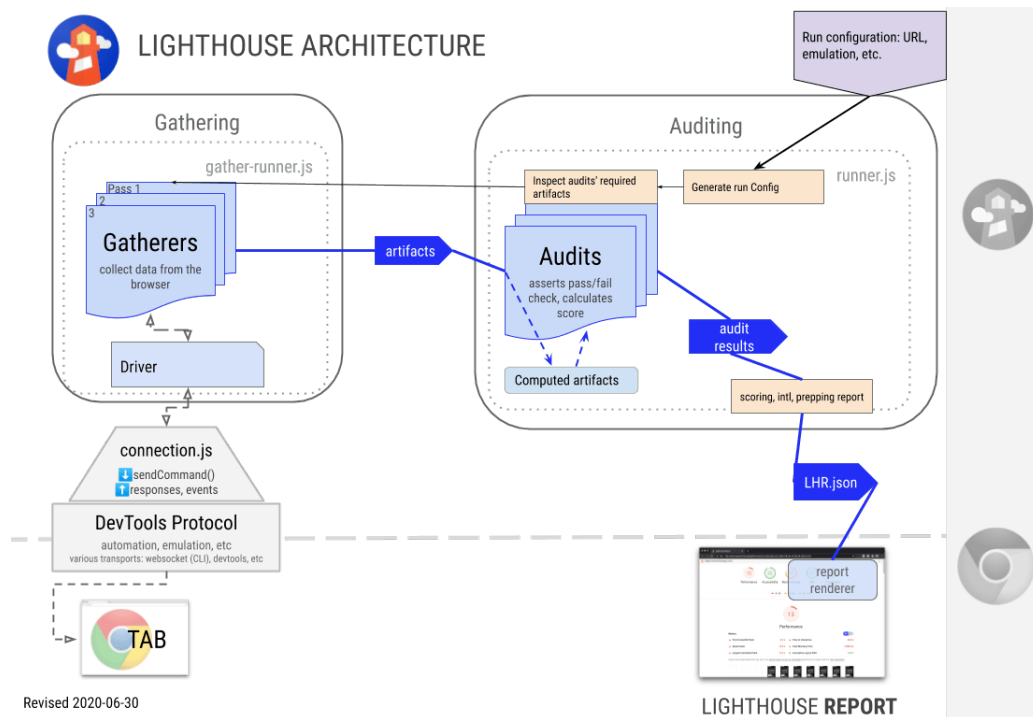 LIGHTHOUSE ARCHITECTURE
Run configuration: URL,
emulation, etc.
Gathering
gather-runner.js
Pass 1
2
3
Gatherers
collect data from the
browser
Driver
artifacts
Auditing
runner.js
Inspect audits' required
artifacts
Generate run Config
Audits
asserts pass/fail
check, calculates
score
Computed artifacts
audit
results
scoring, intl, prepping report
connection.js
⬇sendCommand()
⬆responses, events
LHR.json
DevTools Protocol
automation, emulation, etc
various transports: websocket (CLI), devtools, etc
TAB
report
renderer
Performance
LIGHTHOUSE REPORT
Revised 2020-06-30